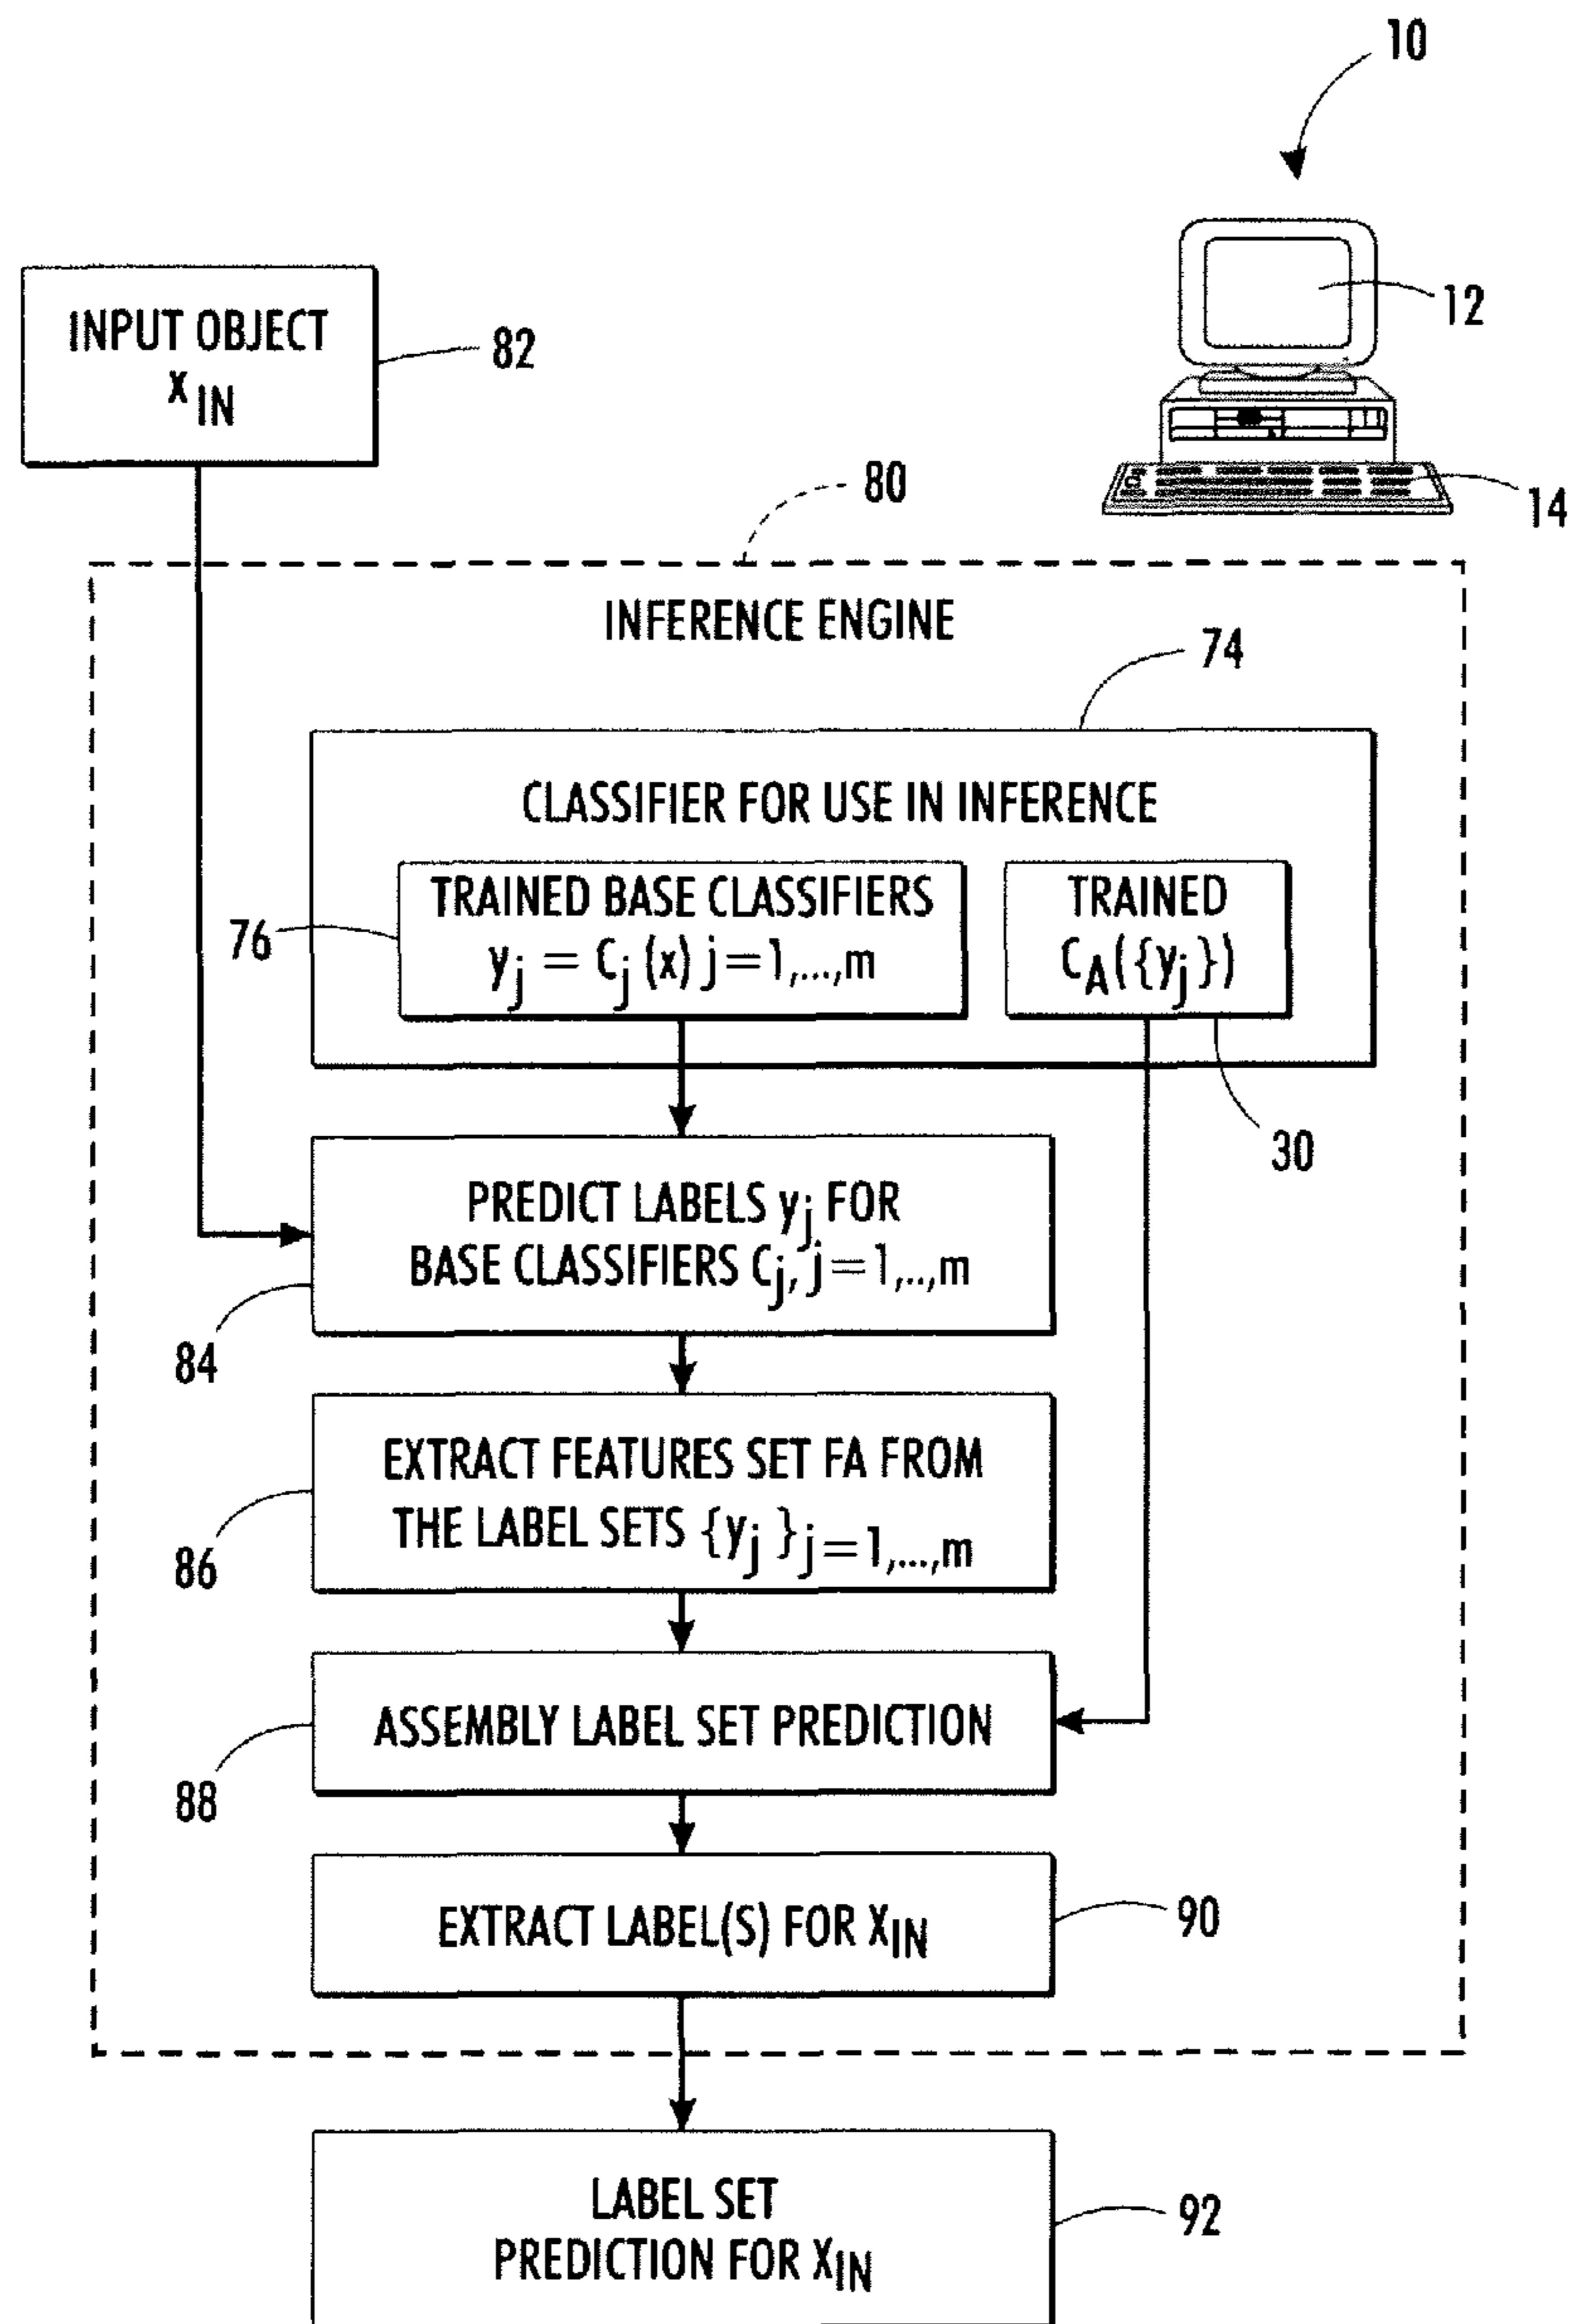 10
12
14
INPUT OBJECT
X IN
82
80
INFERENCE ENGINE
74
CLASSIFIER FOR USE IN INFERENCE
76
TRAINED BASE CLASSIFIERS
yj = Cj (x) j=1,...,m
TRAINED
CA({yj})
30
PREDICT LABELS yj FOR
BASE CLASSIFIERS Cj, j=1,..,m
84
EXTRACT FEATURES SET FA FROM
THE LABEL SETS {yj}j=1,...,m
86
ASSEMBLY LABEL SET PREDICTION
88
EXTRACT LABEL(S) FOR XIN
90
LABEL SET
PREDICTION FOR XIN
92